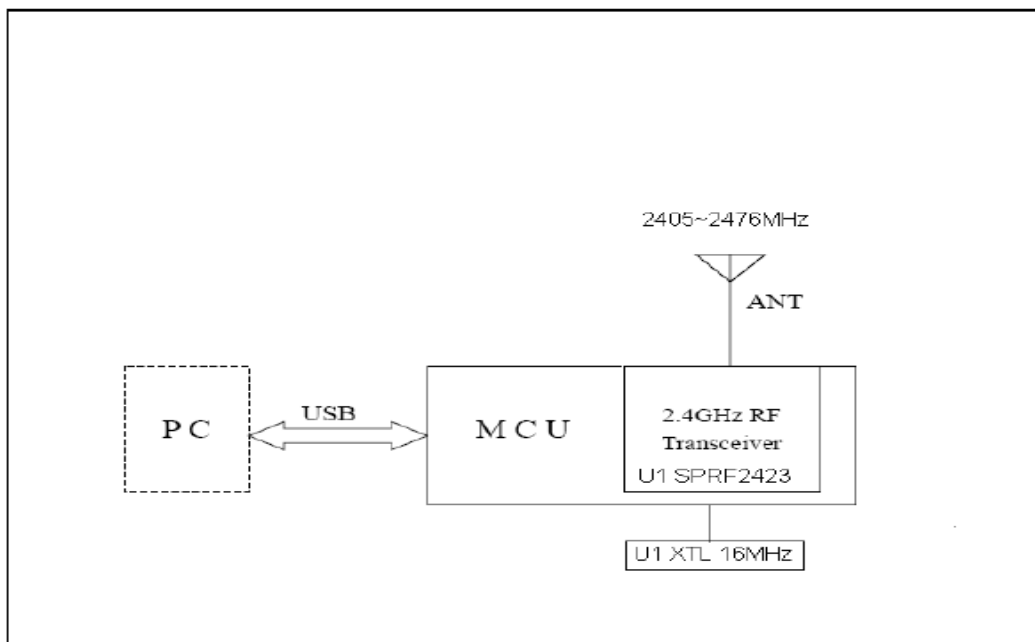 2405~2476MHz
ANT
P C
USB
M C U
2.4GHz RF
Transceiver
U1 SPRF2423
U1 XTL 16MHz